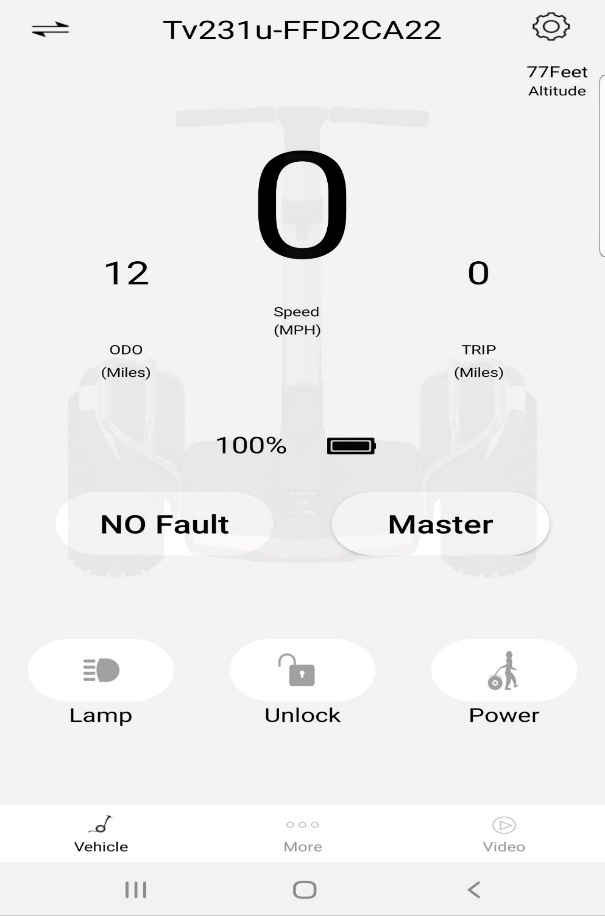 Tv231u-FFD2CA22
77Feet
Altitude
0
12
0
Speed
(MPH)
ODO
(Miles)
TRIP
(Miles)
100%
NO Fault
Master
Lamp
Unlock
Power
Vehicle
More
Video